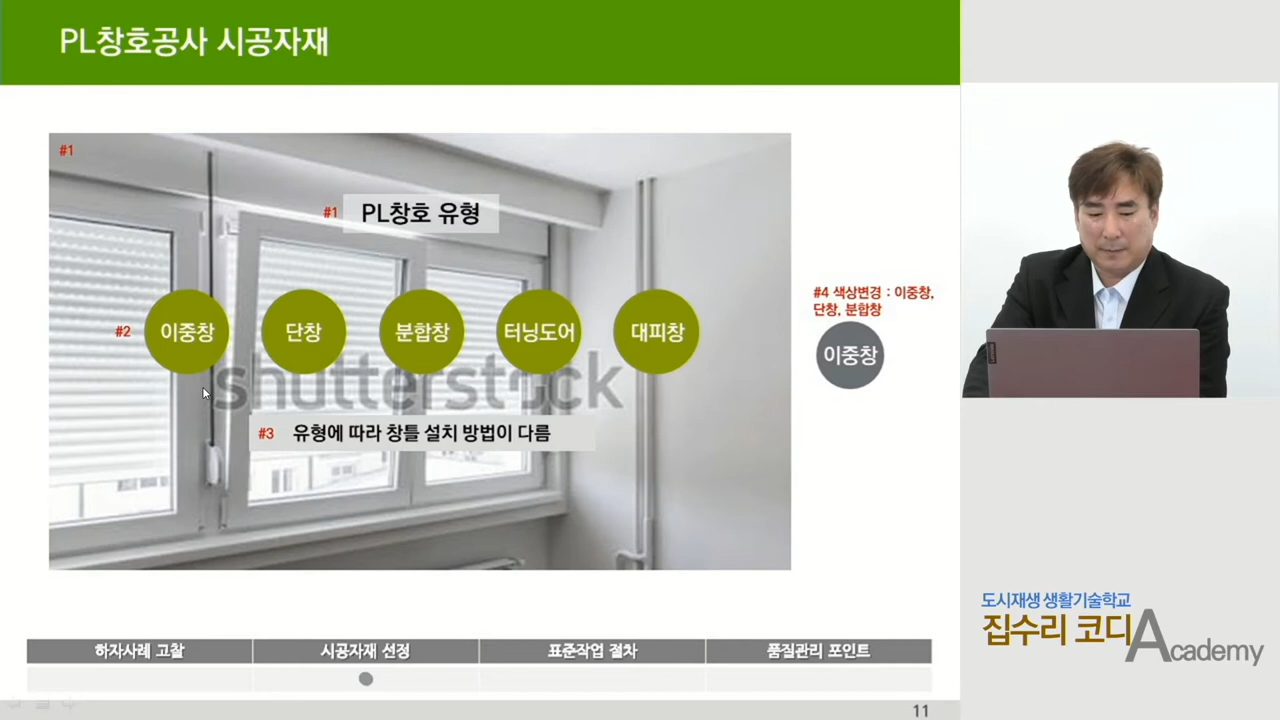 PL창호공사 시공자재
#1
#1 PL창호 유형
#2 이중창 단창 분합창 터닝도어 대피창
#4 색상변경 : 이중창,
단창, 분합창
이중창
shutterstock
#3 유형에 따라 창틀 설치 방법이 다름
도시재생 생활기술학교
집수리 코디 Academy
하자사례 고찰 시공자재 선정 표준작업 절차 품질관리 포인트
11